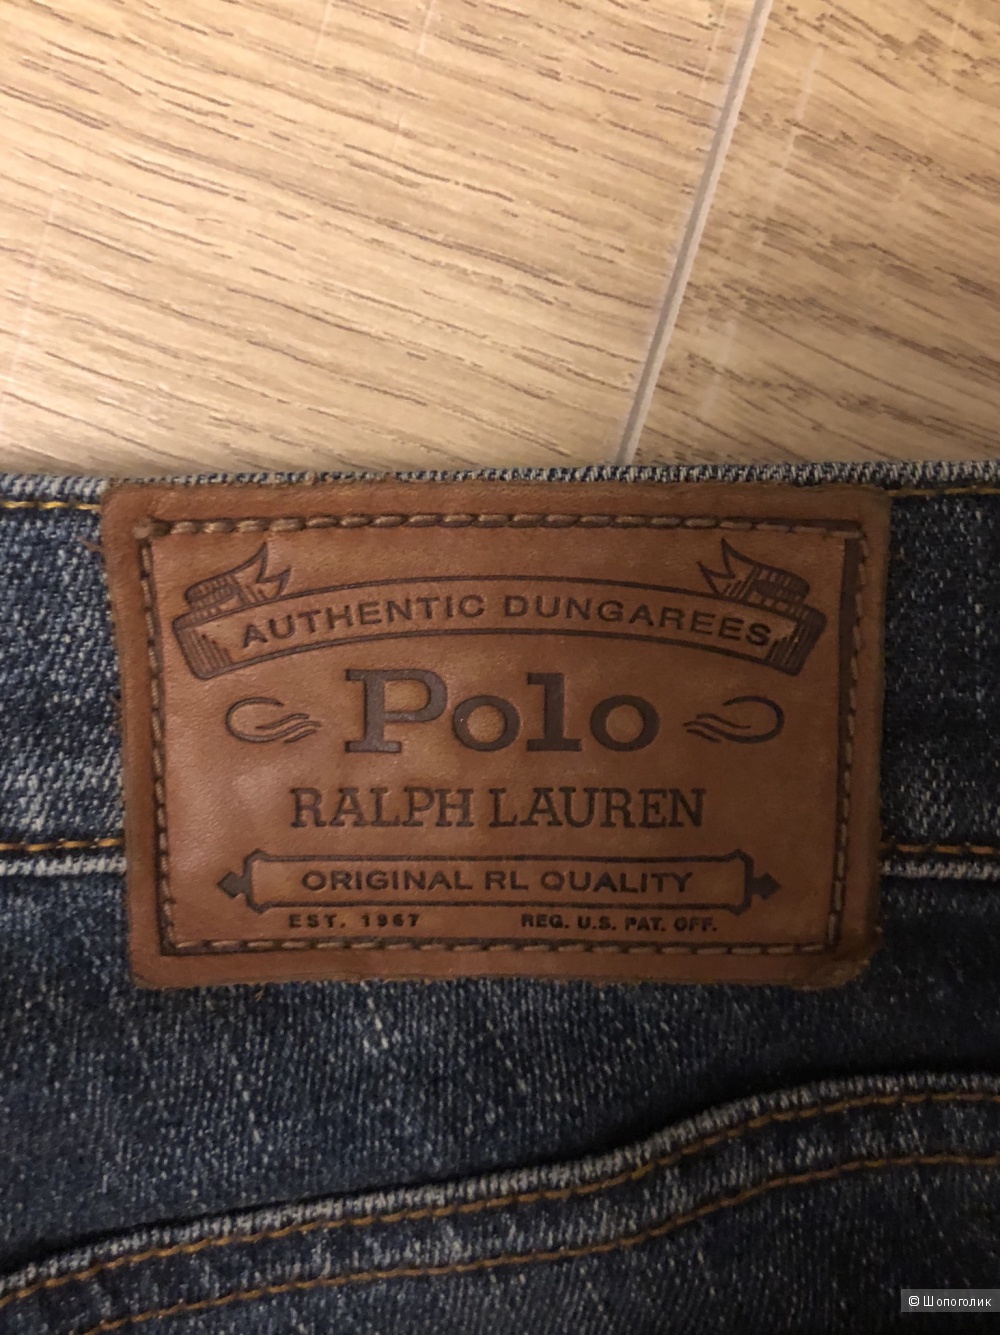 AUTHENTIC DUNGAREES
Polo
RALPH LAUREN
ORIGINAL RL QUALITY
EST. 1967 REG. U.S. PAT. OFF.
© Шопоголик